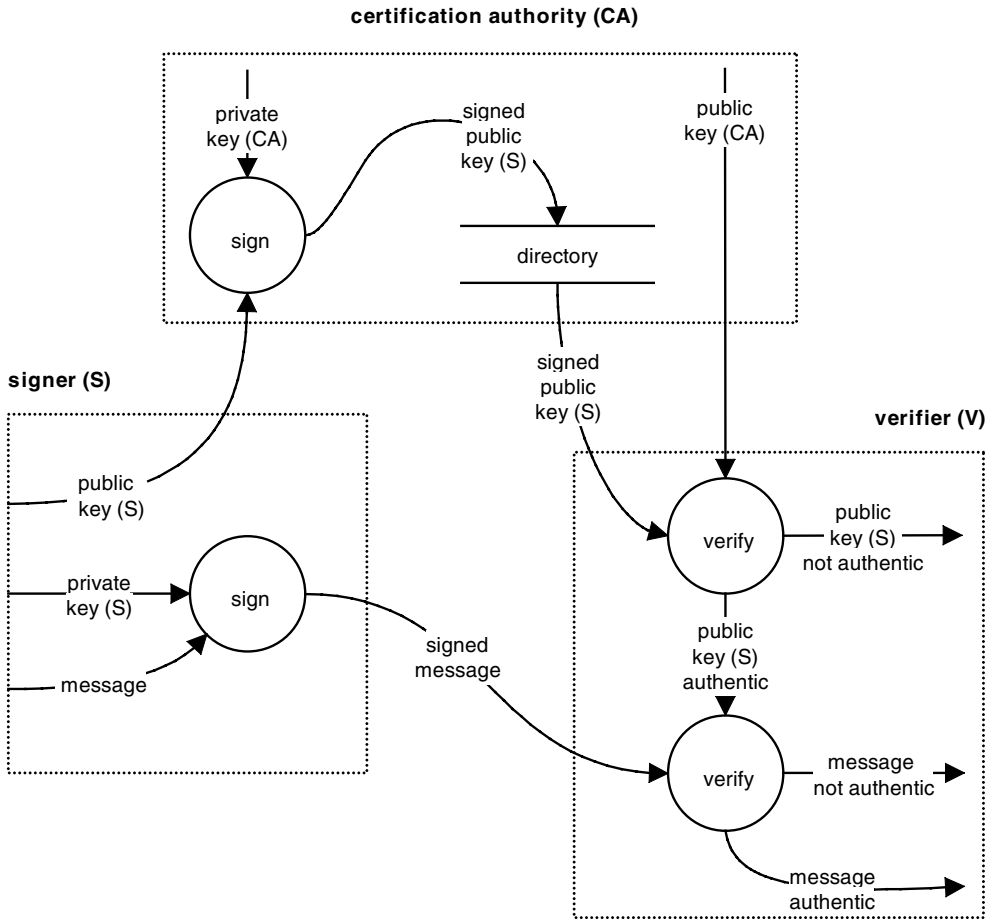 certification authority (CA)
private
key (CA)
signed
public
key (S)
public
key (CA)
sign
directory
signed
public
key (S)
signer (S)
verifier (V)
public
key (S)
private
key (S)
sign
message
signed
message
verify
public
key (S)
not authentic
public
key (S)
authentic
verify
message
not authentic
message
authentic